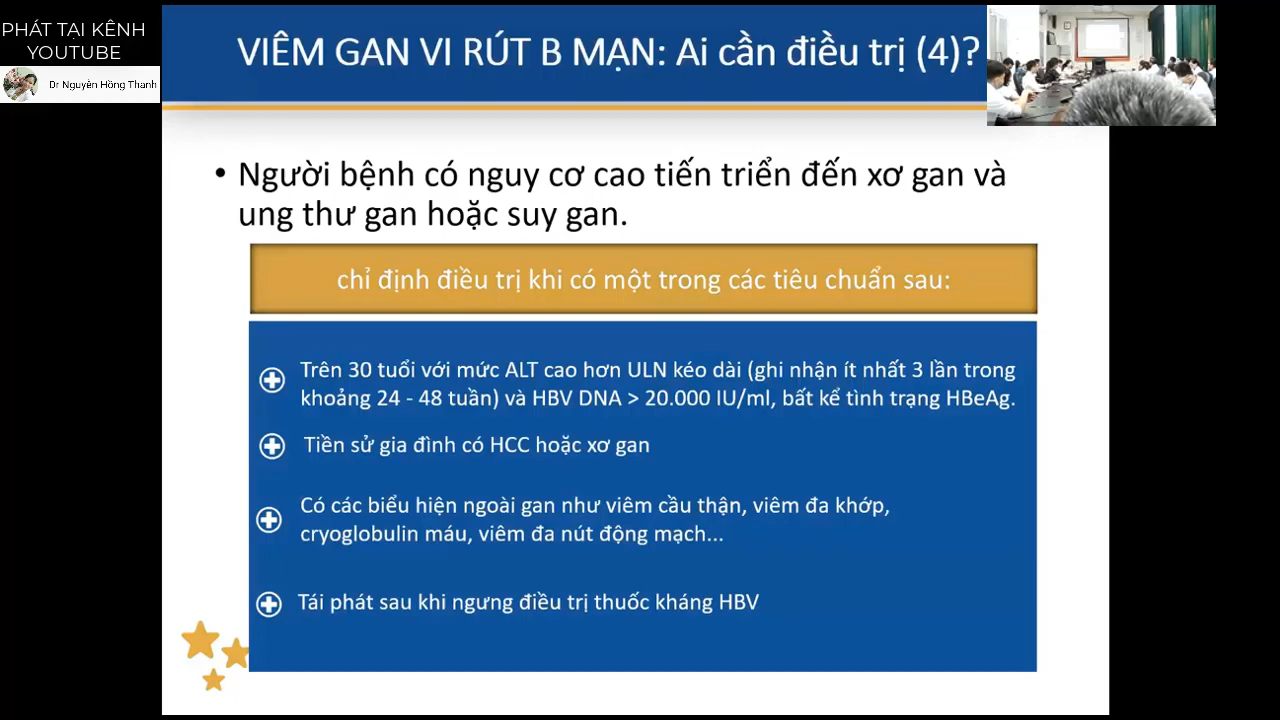 PHÁT TẠI KÊNH
YOUTUBE
Dr Nguyễn Hồng Thanh
VIÊM GAN VI RÚT B MẠN: Ai cần điều trị (4)?
• Người bệnh có nguy cơ cao tiến triển đến xơ gan và
ung thư gan hoặc suy gan.
chỉ định điều trị khi có một trong các tiêu chuẩn sau:
Trên 30 tuổi với mức ALT cao hơn ULN kéo dài (ghi nhận ít nhất 3 lần trong
khoảng 24 - 48 tuần) và HBV DNA > 20.000 IU/ml, bất kể tình trạng HBeAg.
Tiền sử gia đình có HCC hoặc xơ gan
Có các biểu hiện ngoài gan như viêm cầu thận, viêm đa khớp,
cryoglobulin máu, viêm đa nút động mạch...
Tái phát sau khi ngưng điều trị thuốc kháng HBV